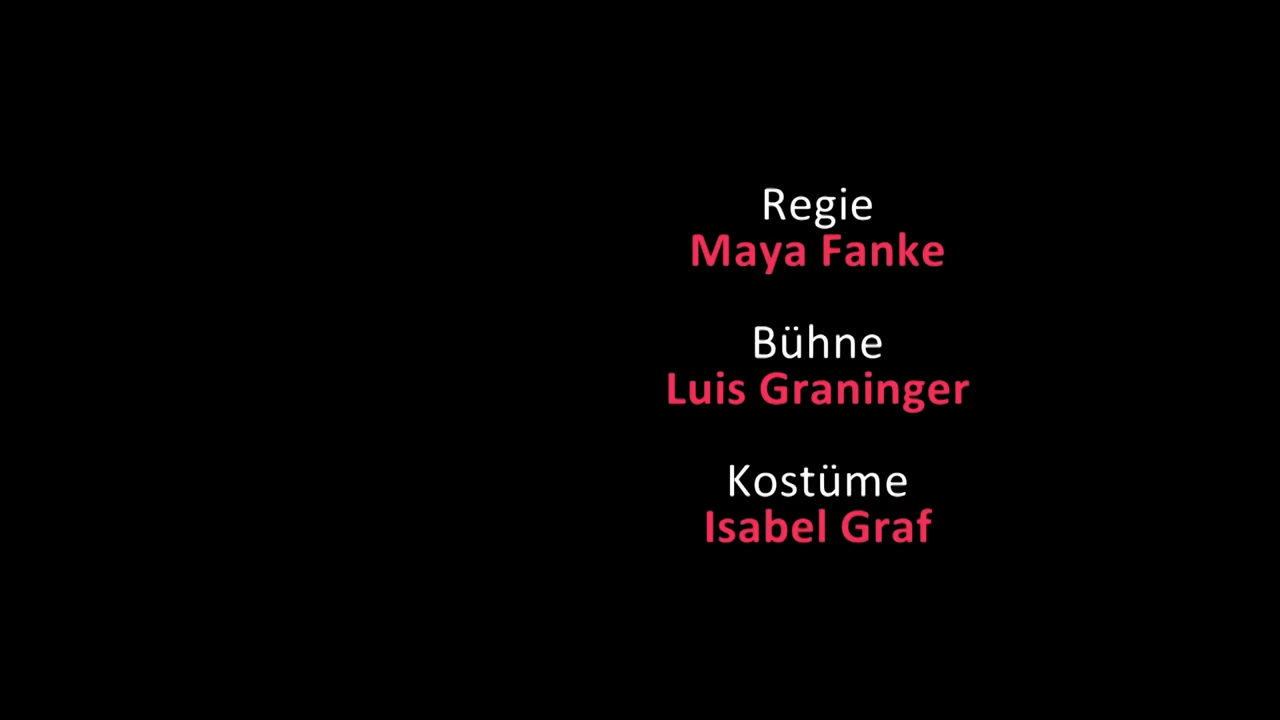 Regie
Maya Fanke
Bühne
Luis Graninger
Kostüme
Isabel Graf